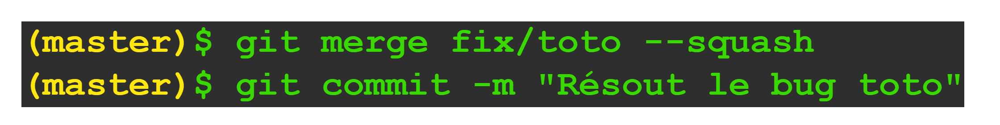 (master)$ git merge fix/toto --squash
(master)$ git commit -m "Résout le bug toto"